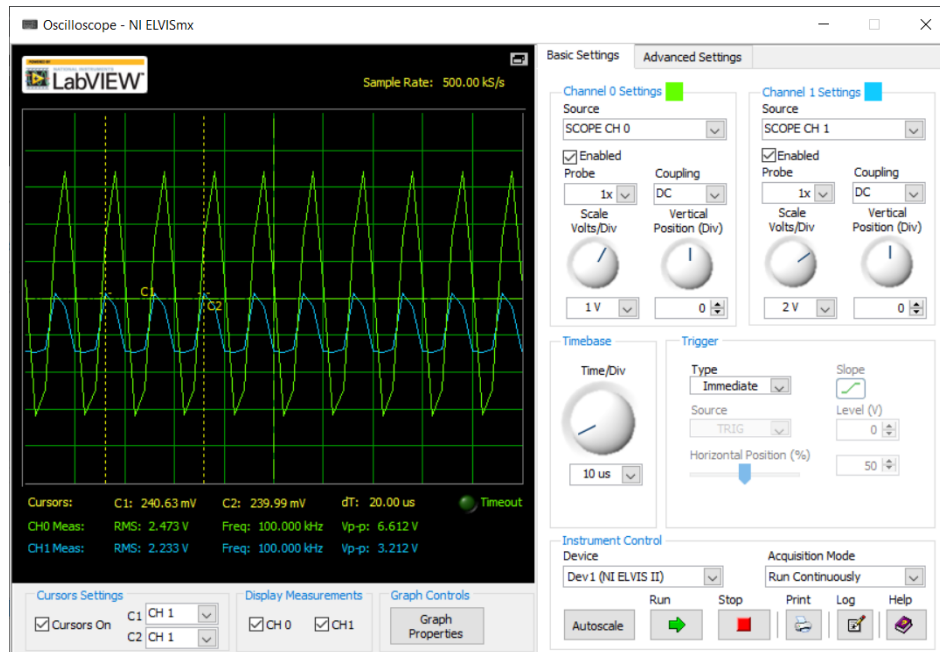 Oscilloscope - NI ELVISmx
POWERED BY
NATIONAL INSTRUMENTS
LabVIEW™
Sample Rate: 500.00 kS/s
C1
C2
Cursors: C1: 240.63 mV C2: 239.99 mV dT: 20.00 us Timeout
CH0 Meas: RMS: 2.473 V Freq: 100.000 kHz Vp-p: 6.612 V
CH1 Meas: RMS: 2.233 V Freq: 100.000 kHz Vp-p: 3.212 V
Cursors Settings
Cursors On
C1 CH 1
C2 CH 1
Display Measurements
CH 0 CH1
Graph Controls
Graph
Properties
Basic Settings Advanced Settings
Channel 0 Settings
Source
SCOPE CH 0
Enabled
Probe Coupling
1x DC
Scale Vertical
Volts/Div Position (Div)
1 V 0
Channel 1 Settings
Source
SCOPE CH 1
Enabled
Probe Coupling
1x DC
Scale Vertical
Volts/Div Position (Div)
2 V 0
Timebase
Time/Div
10 us
Trigger
Type Slope
Immediate
Source Level (V)
TRIG 0
Horizontal Position (%)
50
Instrument Control
Device Acquisition Mode
Dev1 (NI ELVIS II) Run Continuously
Run Stop Print Log Help
Autoscale